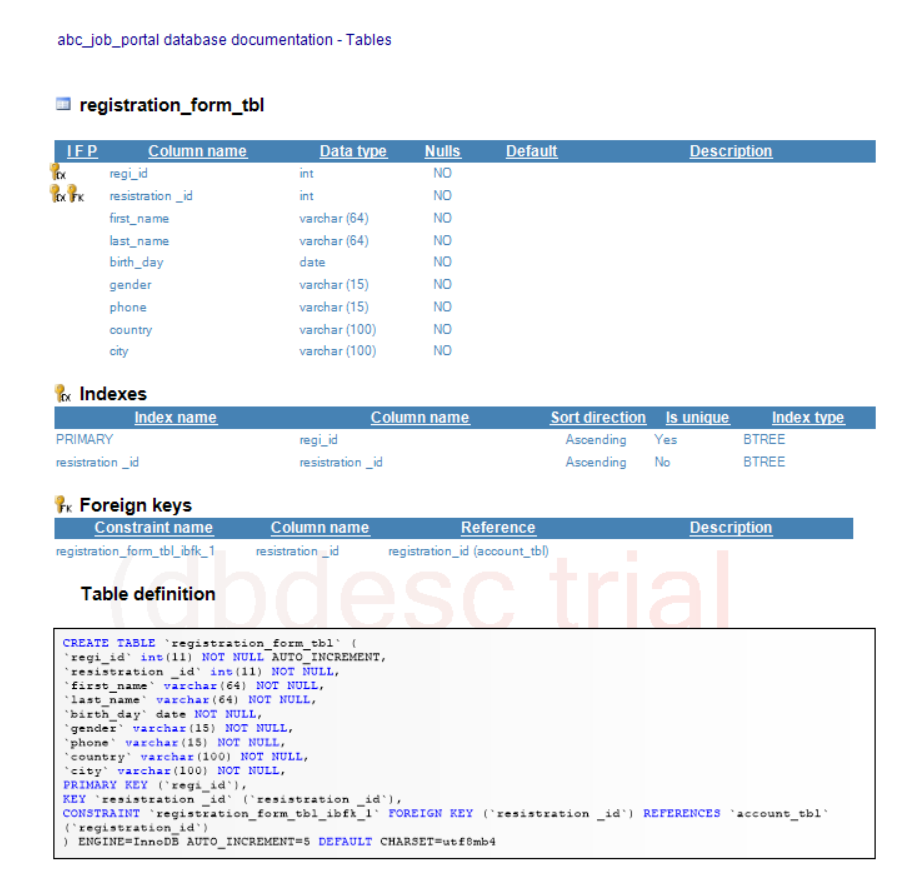 abc_job_portal database documentation - Tables
registration_form_tbl
I F P Column name Data type Nulls Default Description
IDX regi_id int NO
IDX FK resistration _id int NO
first_name varchar (64) NO
last_name varchar (64) NO
birth_day date NO
gender varchar (15) NO
phone varchar (15) NO
country varchar (100) NO
city varchar (100) NO
IDX Indexes
Index name Column name Sort direction Is unique Index type
PRIMARY regi_id Ascending Yes BTREE
resistration _id resistration _id Ascending No BTREE
FK Foreign keys
Constraint name Column name Reference Description
registration_form_tbl_ibfk_1 resistration _id registration_id (account_tbl)
(dbdesc trial
Table definition
CREATE TABLE `registration_form_tbl` (
`regi_id` int(11) NOT NULL AUTO_INCREMENT,
`resistration _id` int(11) NOT NULL,
`first_name` varchar(64) NOT NULL,
`last_name` varchar(64) NOT NULL,
`birth_day` date NOT NULL,
`gender` varchar(15) NOT NULL,
`phone` varchar(15) NOT NULL,
`country` varchar(100) NOT NULL,
`city` varchar(100) NOT NULL,
PRIMARY KEY (`regi_id`),
KEY `resistration _id` (`resistration _id`),
CONSTRAINT `registration_form_tbl_ibfk_1` FOREIGN KEY (`resistration _id`) REFERENCES `account_tbl`
(`registration_id`)
) ENGINE=InnoDB AUTO_INCREMENT=5 DEFAULT CHARSET=utf8mb4